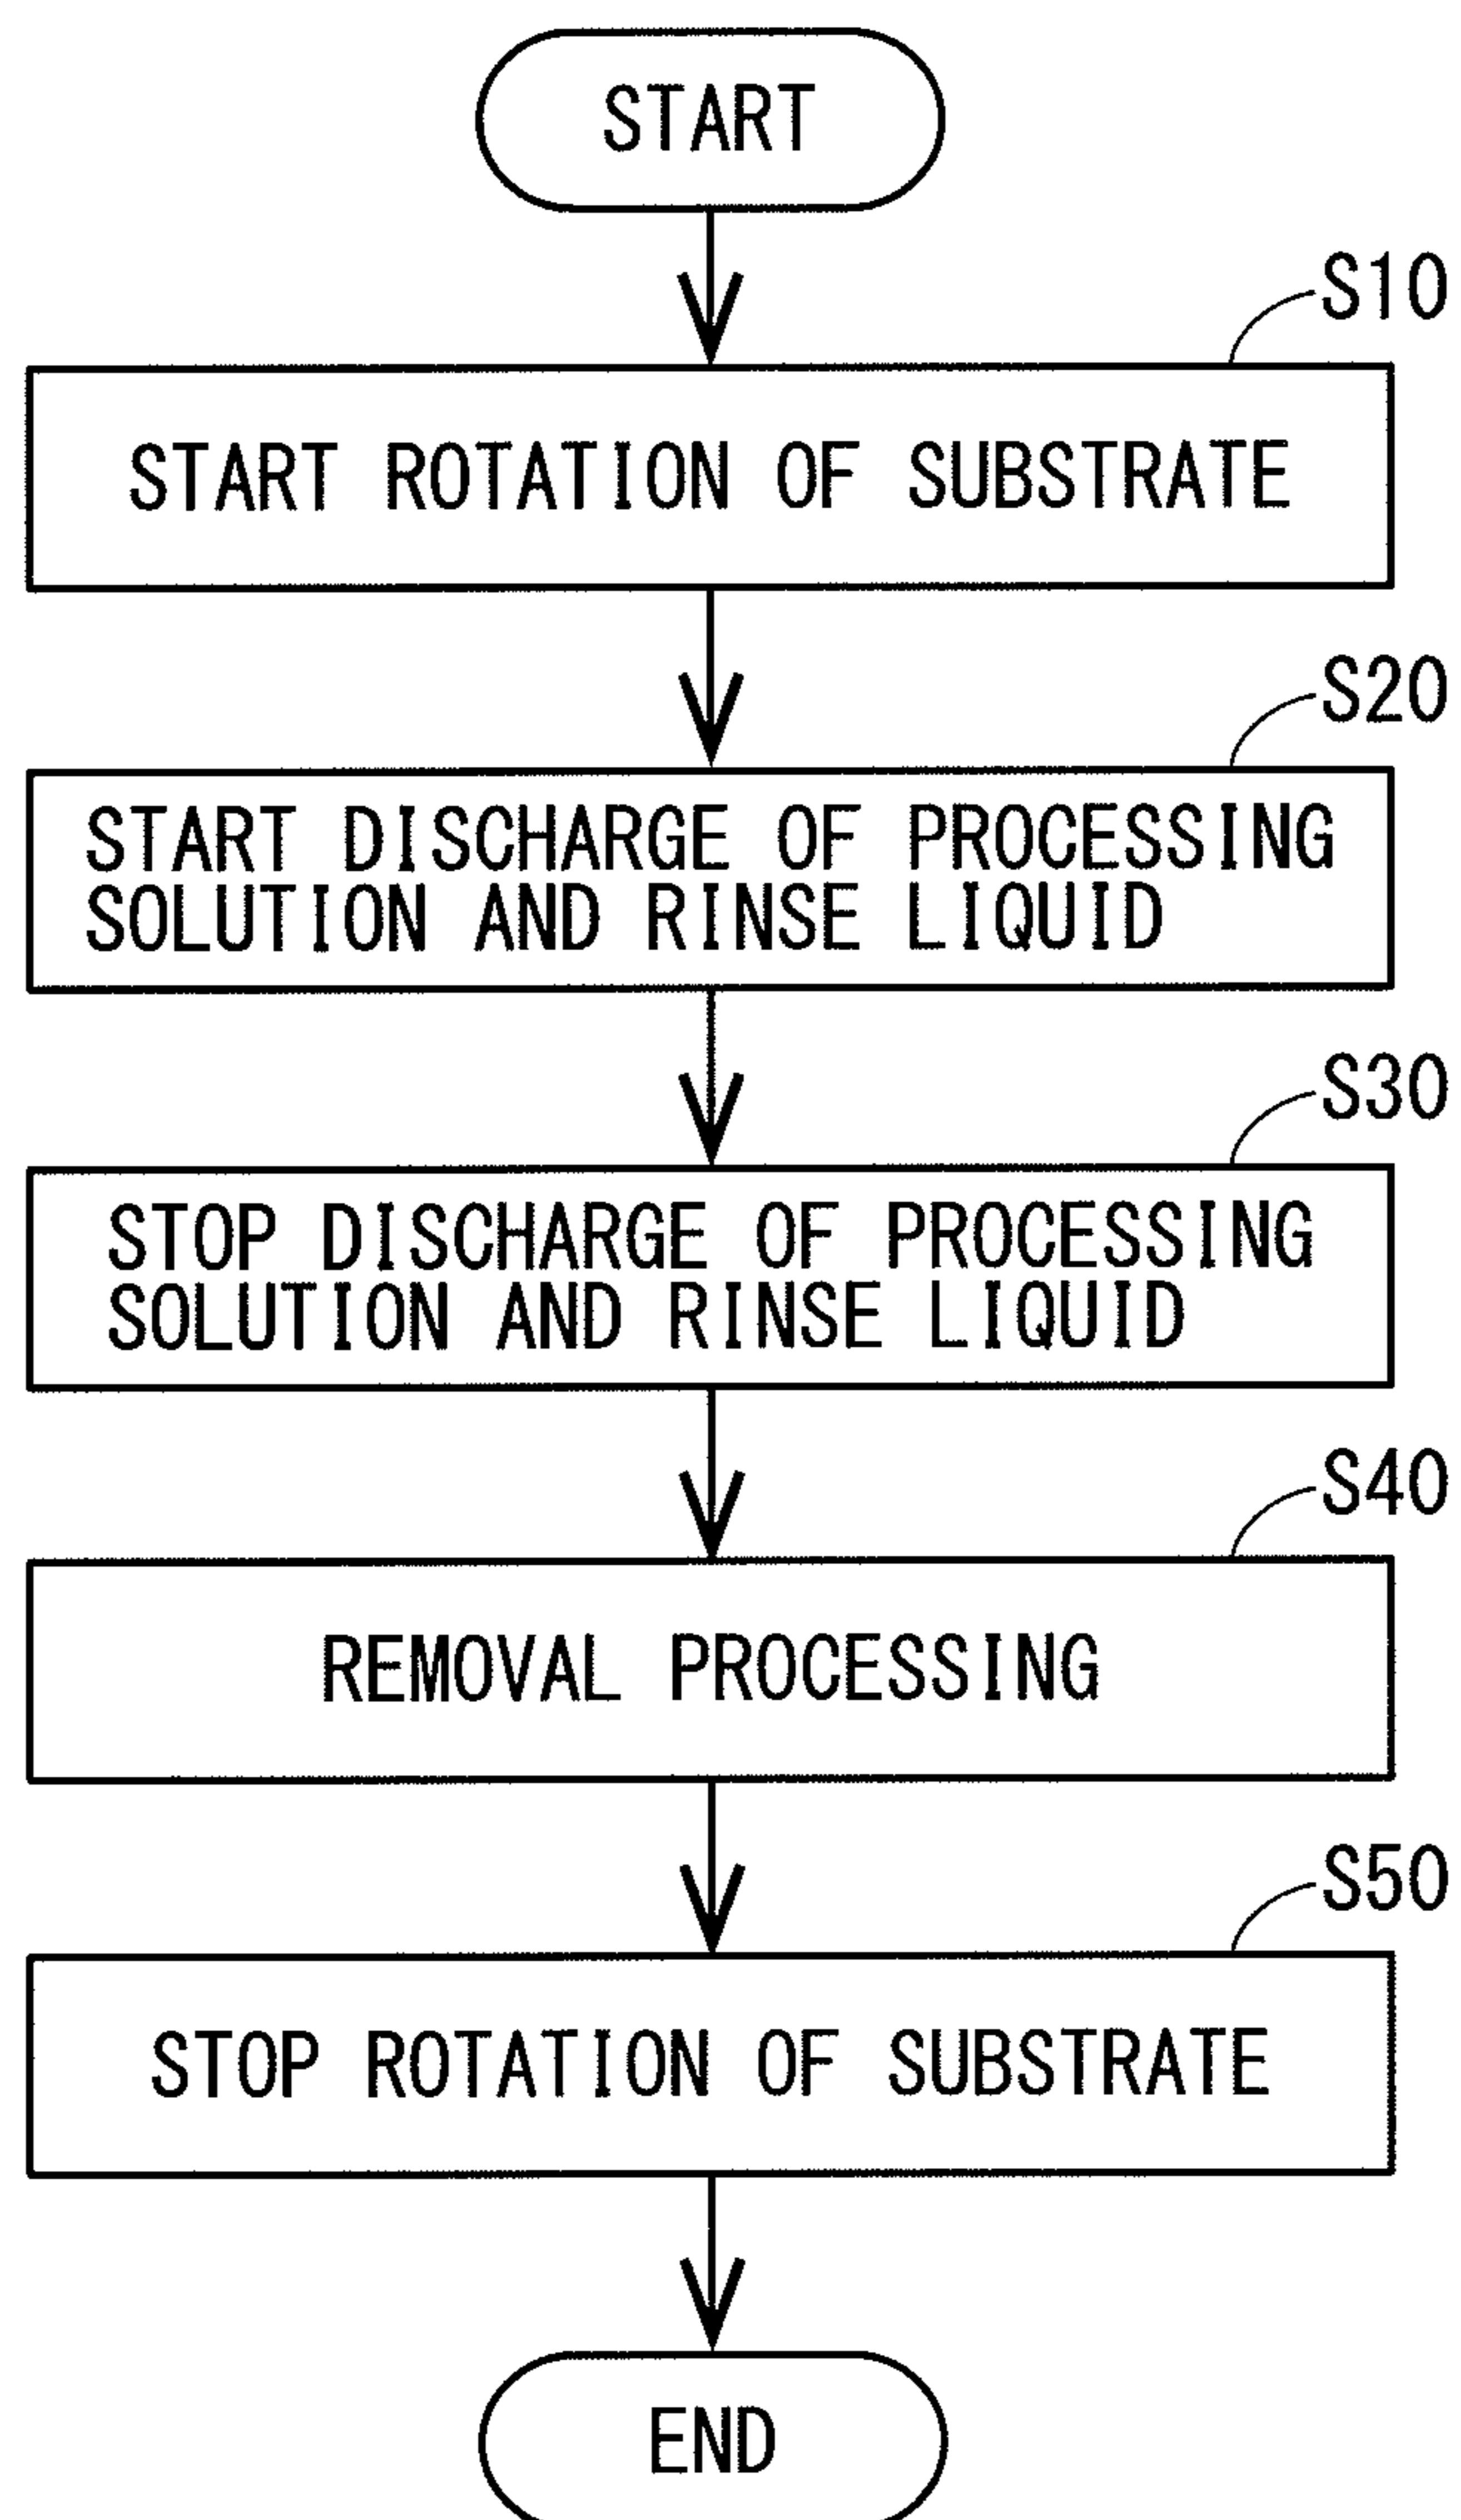 START
S10
START ROTATION OF SUBSTRATE
S20
START DISCHARGE OF PROCESSING
SOLUTION AND RINSE LIQUID
S30
STOP DISCHARGE OF PROCESSING
SOLUTION AND RINSE LIQUID
S40
REMOVAL PROCESSING
S50
STOP ROTATION OF SUBSTRATE
END